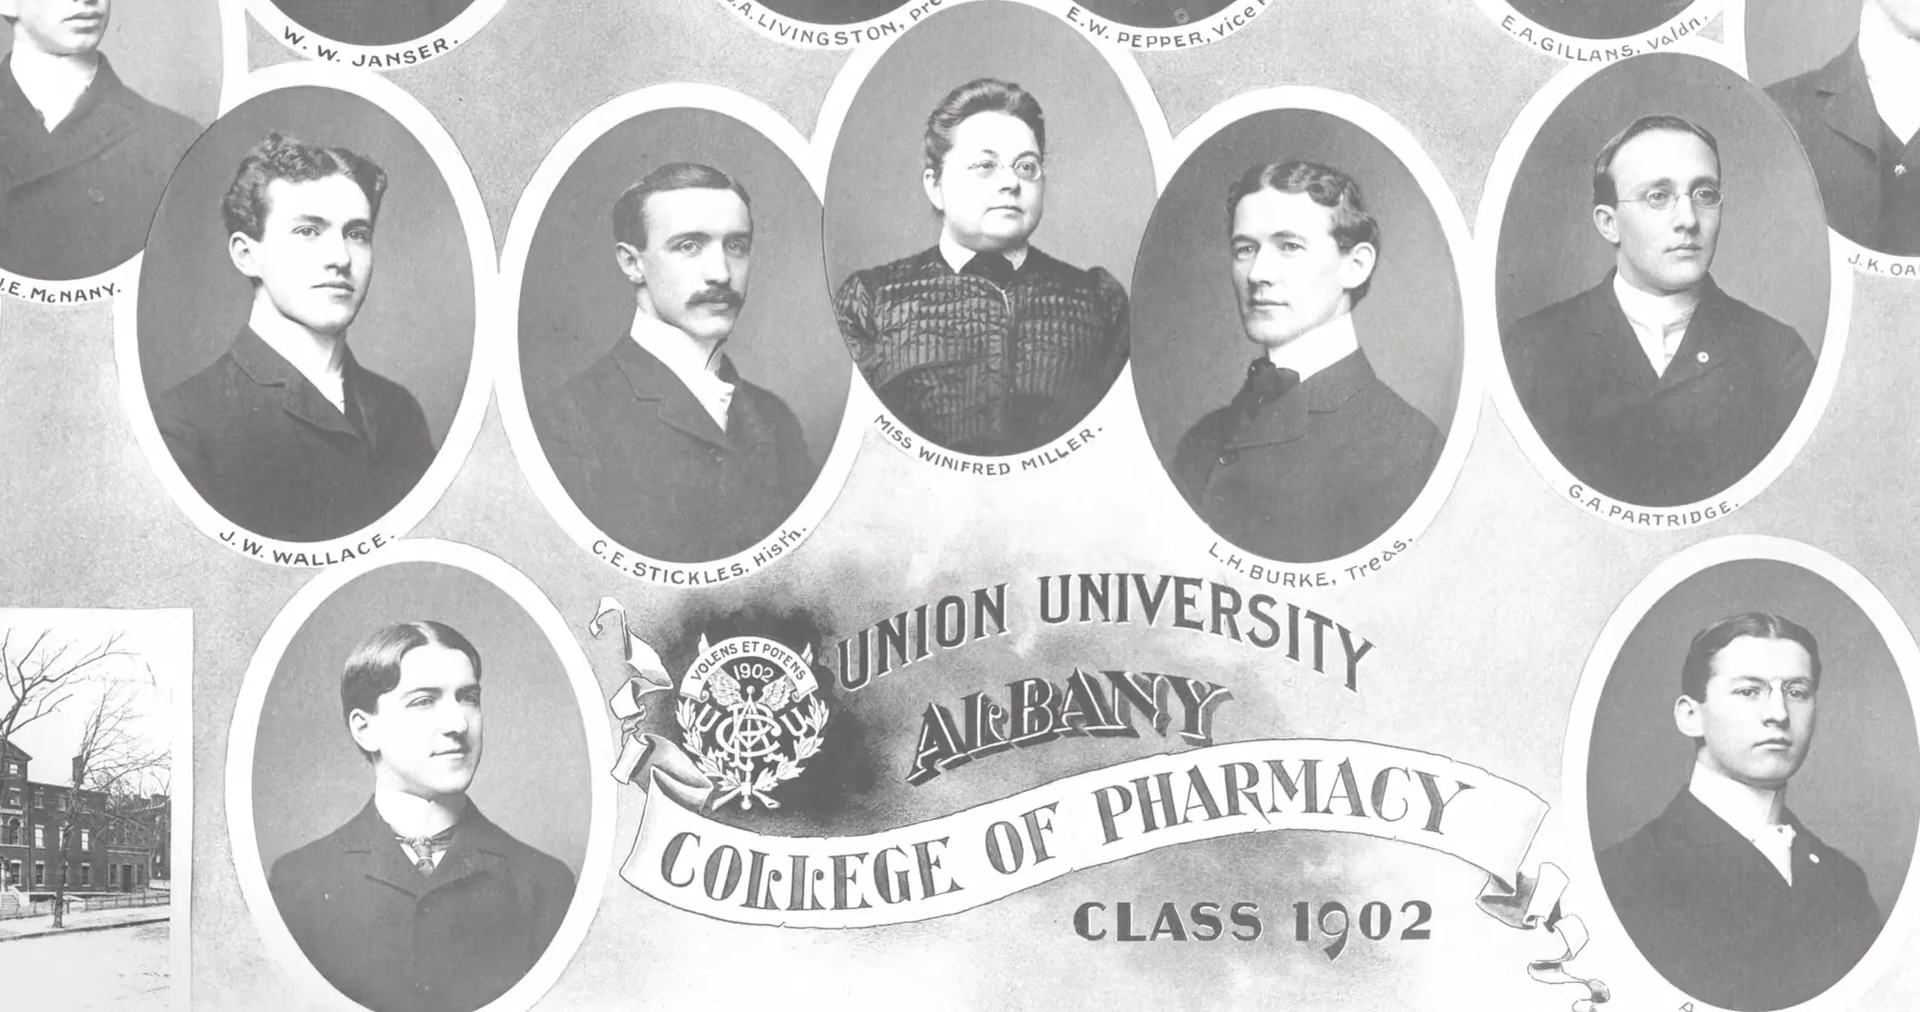 W. W. JANSER.
A. LIVINGSTON,
E. W. PEPPER, Vice
E. A. GILLANS, Valdn.
E. McNANY.
J. K.
MISS WINIFRED MILLER.
J. W. WALLACE.
C. E. STICKLES, Hist'n.
L. H. BURKE, Treas.
G. A. PARTRIDGE.
VOLENS ET POTENS
1902
U U
UNION UNIVERSITY
ALBANY
COLLEGE OF PHARMACY
CLASS 1902